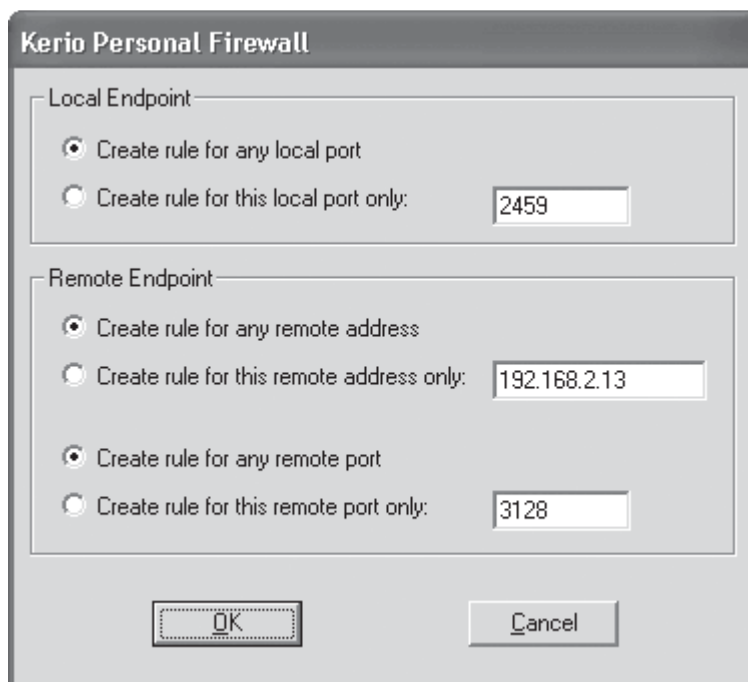 Kerio Personal Firewall
Local Endpoint
Create rule for any local port
Create rule for this local port only: 2459
Remote Endpoint
Create rule for any remote address
Create rule for this remote address only: 192.168.2.13
Create rule for any remote port
Create rule for this remote port only: 3128
OK Cancel